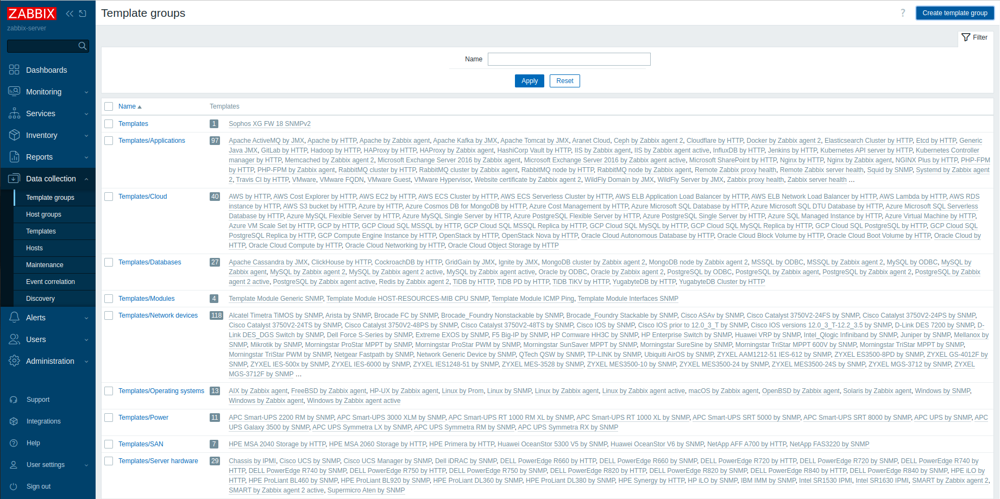 ZABBIX
zabbix-server
Dashboards
Monitoring
Services
Inventory
Reports
Data collection
Template groups
Host groups
Templates
Hosts
Maintenance
Event correlation
Discovery
Alerts
Users
Administration
Support
Integrations
Help
User settings
Sign out
Template groups
? Create template group
Filter
Name
Apply Reset
Name Templates
Templates 1 Sophos XG FW 18 SNMPv2
Templates/Applications 97 Apache ActiveMQ by JMX, Apache by HTTP, Apache by Zabbix agent, Apache Kafka by JMX, Apache Tomcat by JMX, Aranet Cloud, Ceph by Zabbix agent 2, Cloudflare by HTTP, Docker by Zabbix agent 2, Elasticsearch Cluster by HTTP, Etcd by HTTP, Generic
Java JMX, GitLab by HTTP, Hadoop by HTTP, HAProxy by HTTP, HAProxy by Zabbix agent, HashiCorp Vault by HTTP, IIS by Zabbix agent, IIS by Zabbix agent active, InfluxDB by HTTP, Jenkins by HTTP, Kubernetes API server by HTTP, Kubernetes Controller
manager by HTTP, Memcached by Zabbix agent 2, Microsoft Exchange Server 2016 by Zabbix agent, Microsoft Exchange Server 2016 by Zabbix agent active, Microsoft SharePoint by HTTP, Nginx by HTTP, Nginx by Zabbix agent, NGINX Plus by HTTP, PHP-FPM
by HTTP, PHP-FPM by Zabbix agent, RabbitMQ cluster by HTTP, RabbitMQ cluster by Zabbix agent, RabbitMQ node by HTTP, RabbitMQ node by Zabbix agent, Remote Zabbix proxy health, Remote Zabbix server health, Squid by SNMP, Systemd by Zabbix agent
2, Travis CI by HTTP, VMware, VMware FQDN, VMware Guest, VMware Hypervisor, Website certificate by Zabbix agent 2, WildFly Domain by JMX, WildFly Server by JMX, Zabbix proxy health, Zabbix server health ...
Templates/Cloud 40 AWS by HTTP, AWS Cost Explorer by HTTP, AWS EC2 by HTTP, AWS ECS Cluster by HTTP, AWS ECS Serverless Cluster by HTTP, AWS ELB Application Load Balancer by HTTP, AWS ELB Network Load Balancer by HTTP, AWS Lambda by HTTP, AWS RDS
instance by HTTP, AWS S3 bucket by HTTP, Azure by HTTP, Azure Cosmos DB for MongoDB by HTTP, Azure Cost Management by HTTP, Azure Microsoft SQL Database by HTTP, Azure Microsoft SQL DTU Database by HTTP, Azure Microsoft SQL Serverless
Database by HTTP, Azure MySQL Flexible Server by HTTP, Azure MySQL Single Server by HTTP, Azure PostgreSQL Flexible Server by HTTP, Azure PostgreSQL Single Server by HTTP, Azure SQL Managed Instance by HTTP, Azure Virtual Machine by HTTP,
Azure VM Scale Set by HTTP, GCP by HTTP, GCP Cloud SQL MSSQL by HTTP, GCP Cloud SQL MSSQL Replica by HTTP, GCP Cloud SQL MySQL by HTTP, GCP Cloud SQL MySQL Replica by HTTP, GCP Cloud SQL PostgreSQL by HTTP, GCP Cloud SQL
PostgreSQL Replica by HTTP, GCP Compute Engine Instance by HTTP, OpenStack by HTTP, OpenStack Nova by HTTP, Oracle Cloud Autonomous Database by HTTP, Oracle Cloud Block Volume by HTTP, Oracle Cloud Boot Volume by HTTP, Oracle Cloud by
HTTP, Oracle Cloud Compute by HTTP, Oracle Cloud Networking by HTTP, Oracle Cloud Object Storage by HTTP
Templates/Databases 27 Apache Cassandra by JMX, ClickHouse by HTTP, CockroachDB by HTTP, GridGain by JMX, Ignite by JMX, MongoDB cluster by Zabbix agent 2, MongoDB node by Zabbix agent 2, MSSQL by ODBC, MSSQL by Zabbix agent 2, MySQL by ODBC, MySQL by
Zabbix agent, MySQL by Zabbix agent 2, MySQL by Zabbix agent 2 active, MySQL by Zabbix agent active, Oracle by ODBC, Oracle by Zabbix agent 2, PostgreSQL by ODBC, PostgreSQL by Zabbix agent, PostgreSQL by Zabbix agent 2, PostgreSQL by Zabbix
agent 2 active, PostgreSQL by Zabbix agent active, Redis by Zabbix agent 2, TiDB by HTTP, TiDB PD by HTTP, TiDB TiKV by HTTP, YugabyteDB by HTTP, YugabyteDB Cluster by HTTP
Templates/Modules 4 Template Module Generic SNMP, Template Module HOST-RESOURCES-MIB CPU SNMP, Template Module ICMP Ping, Template Module Interfaces SNMP
Templates/Network devices 118 Alcatel Timetra TiMOS by SNMP, Arista by SNMP, Brocade FC by SNMP, Brocade_Foundry Nonstackable by SNMP, Brocade_Foundry Stackable by SNMP, Cisco ASAv by SNMP, Cisco Catalyst 3750V2-24FS by SNMP, Cisco Catalyst 3750V2-24PS by SNMP,
Cisco Catalyst 3750V2-24TS by SNMP, Cisco Catalyst 3750V2-48PS by SNMP, Cisco Catalyst 3750V2-48TS by SNMP, Cisco IOS by SNMP, Cisco IOS prior to 12.0_3_T by SNMP, Cisco IOS versions 12.0_3_T-12.2_3.5 by SNMP, D-Link DES 7200 by SNMP, D-
Link DES_DGS Switch by SNMP, Dell Force S-Series by SNMP, Extreme EXOS by SNMP, F5 Big-IP by SNMP, HP Comware HH3C by SNMP, HP Enterprise Switch by SNMP, Huawei VRP by SNMP, Intel_Qlogic Infiniband by SNMP, Juniper by SNMP, Mellanox by
SNMP, Mikrotik by SNMP, Morningstar ProStar MPPT by SNMP, Morningstar ProStar PWM by SNMP, Morningstar SunSaver MPPT by SNMP, Morningstar SureSine by SNMP, Morningstar TriStar MPPT 600V by SNMP, Morningstar TriStar MPPT by SNMP,
Morningstar TriStar PWM by SNMP, Netgear Fastpath by SNMP, Network Generic Device by SNMP, QTech QSW by SNMP, TP-LINK by SNMP, Ubiquiti AirOS by SNMP, ZYXEL AAM1212-51 IES-612 by SNMP, ZYXEL ES3500-8PD by SNMP, ZYXEL GS-4012F by
SNMP, ZYXEL IES-500x by SNMP, ZYXEL IES-6000 by SNMP, ZYXEL IES1248-51 by SNMP, ZYXEL MES-3528 by SNMP, ZYXEL MES3500-10 by SNMP, ZYXEL MES3500-24 by SNMP, ZYXEL MES3500-24S by SNMP, ZYXEL MGS-3712 by SNMP, ZYXEL
MGS-3712F by SNMP ...
Templates/Operating systems 13 AIX by Zabbix agent, FreeBSD by Zabbix agent, HP-UX by Zabbix agent, Linux by Prom, Linux by SNMP, Linux by Zabbix agent, Linux by Zabbix agent active, macOS by Zabbix agent, OpenBSD by Zabbix agent, Solaris by Zabbix agent, Windows by SNMP,
Windows by Zabbix agent, Windows by Zabbix agent active
Templates/Power 11 APC Smart-UPS 2200 RM by SNMP, APC Smart-UPS 3000 XLM by SNMP, APC Smart-UPS RT 1000 RM XL by SNMP, APC Smart-UPS RT 1000 XL by SNMP, APC Smart-UPS SRT 5000 by SNMP, APC Smart-UPS SRT 8000 by SNMP, APC UPS by SNMP, APC
UPS Galaxy 3500 by SNMP, APC UPS Symmetra LX by SNMP, APC UPS Symmetra RM by SNMP, APC UPS Symmetra RX by SNMP
Templates/SAN 7 HPE MSA 2040 Storage by HTTP, HPE MSA 2060 Storage by HTTP, HPE Primera by HTTP, Huawei OceanStor 5300 V5 by SNMP, Huawei OceanStor V6 by SNMP, NetApp AFF A700 by HTTP, NetApp FAS3220 by SNMP
Templates/Server hardware 29 Chassis by IPMI, Cisco UCS by SNMP, Cisco UCS Manager by SNMP, Dell iDRAC by SNMP, DELL PowerEdge R660 by HTTP, DELL PowerEdge R660 by SNMP, DELL PowerEdge R720 by HTTP, DELL PowerEdge R720 by SNMP, DELL PowerEdge R740 by
HTTP, DELL PowerEdge R740 by SNMP, DELL PowerEdge R750 by HTTP, DELL PowerEdge R750 by SNMP, DELL PowerEdge R820 by HTTP, DELL PowerEdge R820 by SNMP, DELL PowerEdge R840 by HTTP, DELL PowerEdge R840 by SNMP, HPE iLO by
HTTP, HPE ProLiant BL460 by SNMP, HPE ProLiant BL920 by SNMP, HPE ProLiant DL360 by SNMP, HPE ProLiant DL380 by SNMP, HPE Synergy by HTTP, HP iLO by SNMP, IBM IMM by SNMP, Intel SR1530 IPMI, Intel SR1630 IPMI, SMART by Zabbix agent 2,
SMART by Zabbix agent 2 active, Supermicro Aten by SNMP